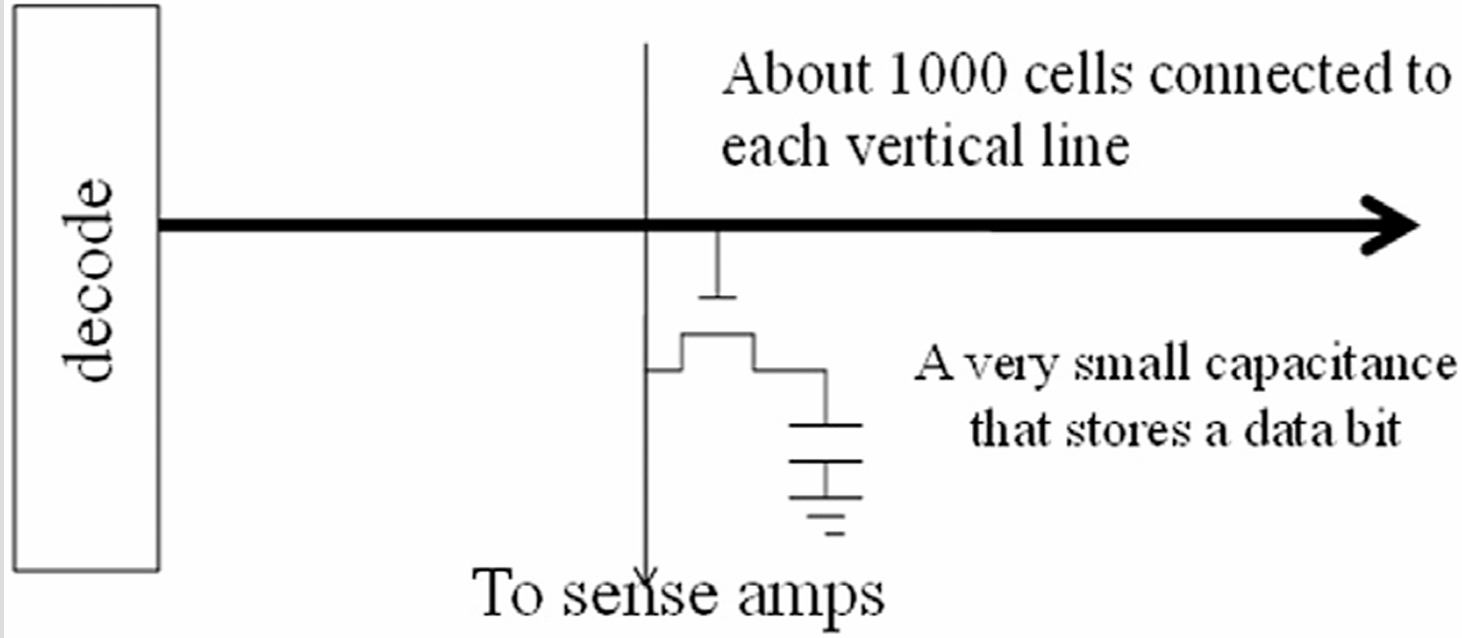 decode
About 1000 cells connected to
each vertical line
A very small capacitance
that stores a data bit
To sense amps